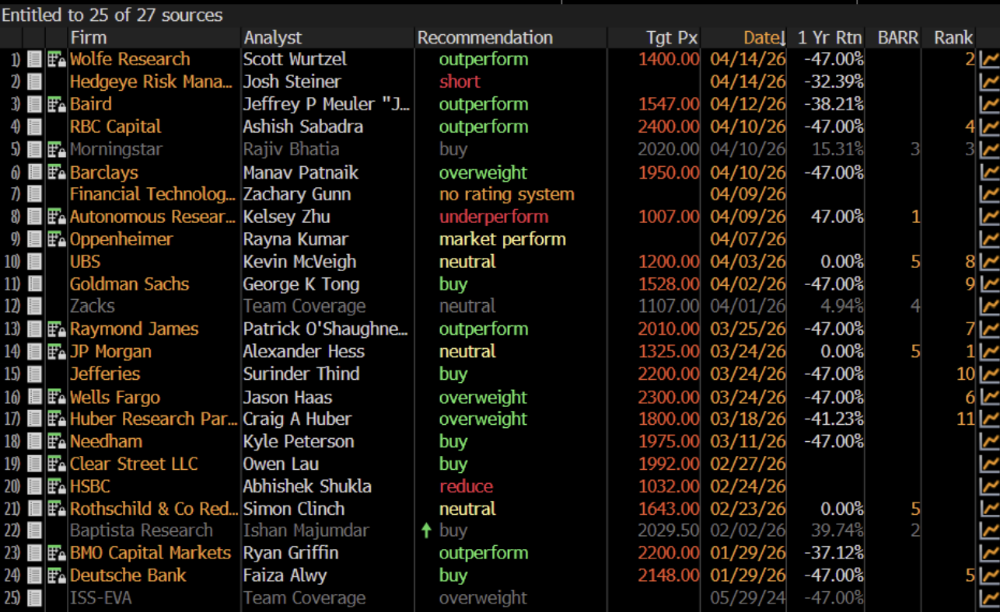 Entitled to 25 of 27 sources
Firm Analyst Recommendation Tgt Px Date↓ 1 Yr Rtn BARR Rank
1) Wolfe Research Scott Wurtzel outperform 1400.00 04/14/26 -47.00% 2
2) Hedgeye Risk Mana... Josh Steiner short 04/14/26 -32.39%
3) Baird Jeffrey P Meuler "J... outperform 1547.00 04/12/26 -38.21%
4) RBC Capital Ashish Sabadra outperform 2400.00 04/10/26 -47.00% 4
5) Morningstar Rajiv Bhatia buy 2020.00 04/10/26 15.31% 3 3
6) Barclays Manav Patnaik overweight 1950.00 04/10/26 -47.00%
7) Financial Technolog... Zachary Gunn no rating system 04/09/26
8) Autonomous Resear... Kelsey Zhu underperform 1007.00 04/09/26 47.00% 1
9) Oppenheimer Rayna Kumar market perform 04/07/26
10) UBS Kevin McVeigh neutral 1200.00 04/03/26 0.00% 5 8
11) Goldman Sachs George K Tong buy 1528.00 04/02/26 -47.00% 9
12) Zacks Team Coverage neutral 1107.00 04/01/26 4.94% 4
13) Raymond James Patrick O'Shaughne... outperform 2010.00 03/25/26 -47.00% 7
14) JP Morgan Alexander Hess neutral 1325.00 03/24/26 0.00% 5 1
15) Jefferies Surinder Thind buy 2200.00 03/24/26 -47.00% 10
16) Wells Fargo Jason Haas overweight 2300.00 03/24/26 -47.00% 6
17) Huber Research Par... Craig A Huber overweight 1800.00 03/18/26 -41.23% 11
18) Needham Kyle Peterson buy 1975.00 03/11/26 -47.00%
19) Clear Street LLC Owen Lau buy 1992.00 02/27/26
20) HSBC Abhishek Shukla reduce 1032.00 02/24/26
21) Rothschild & Co Red... Simon Clinch neutral 1643.00 02/23/26 0.00% 5
22) Baptista Research Ishan Majumdar buy 2029.50 02/02/26 39.74% 2
23) BMO Capital Markets Ryan Griffin outperform 2200.00 01/29/26 -37.12%
24) Deutsche Bank Faiza Alwy buy 2148.00 01/29/26 -47.00% 5
25) ISS-EVA Team Coverage overweight 05/29/24 -47.00%